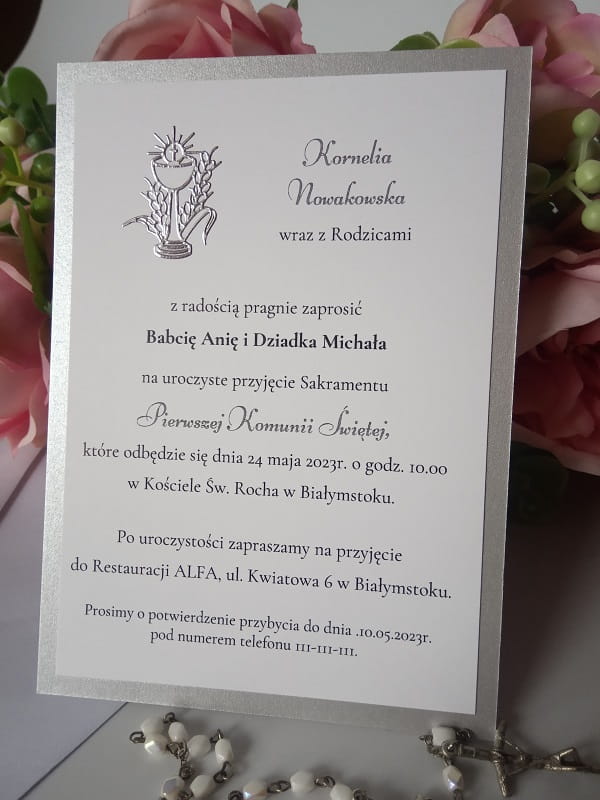 Kornelia
Nowakowska
wraz z Rodzicami
z radością pragnie zaprosić
Babcię Anię i Dziadka Michała
na uroczyste przyjęcie Sakramentu
Pierwszej Komunii Świętej,
które odbędzie się dnia 24 maja 2023r. o godz. 10.00
w Kościele Św. Rocha w Białymstoku.
Po uroczystości zapraszamy na przyjęcie
do Restauracji ALFA, ul. Kwiatowa 6 w Białymstoku.
Prosimy o potwierdzenie przybycia do dnia .10.05.2023r.
pod numerem telefonu 111-111-111.